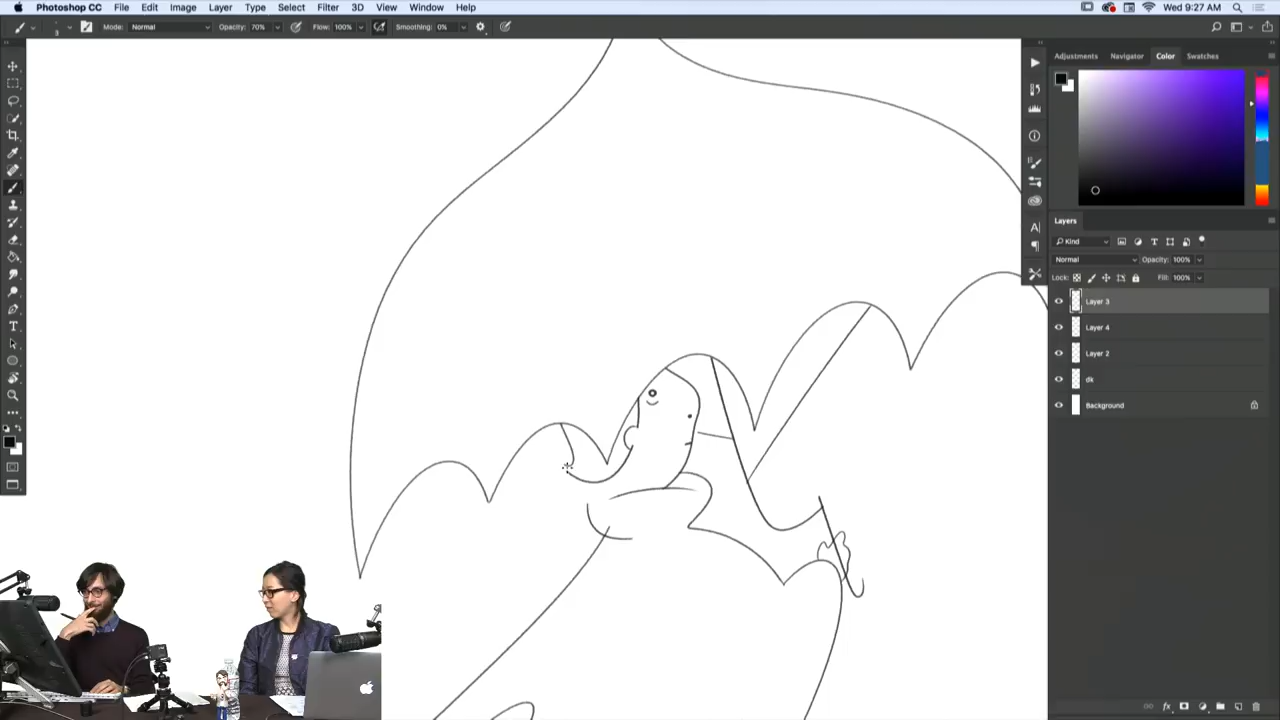 Photoshop CC File Edit Image Layer Type Select Filter 3D View Window Help Wed 9:27 AM
3 Mode: Normal Opacity: 70% Flow: 100% Smoothing: 0%
Adjustments Navigator Color Swatches
Layers
Kind
Normal Opacity: 100%
Lock: Fill: 100%
Layer 3
Layer 4
Layer 2
dk
Background